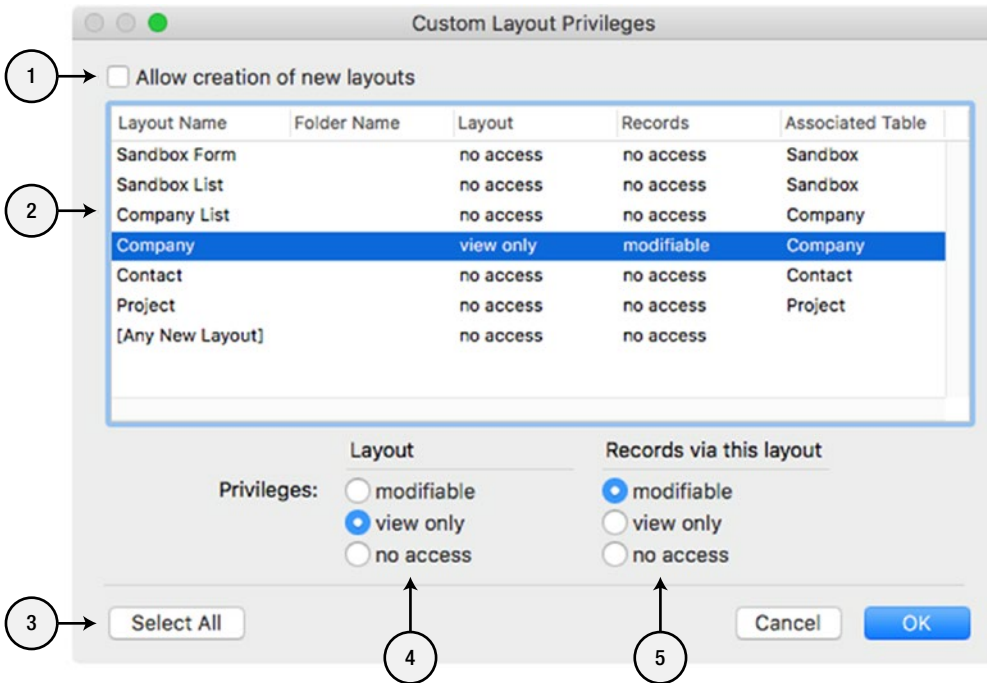 Custom Layout Privileges
1
Allow creation of new layouts
Layout Name Folder Name Layout Records Associated Table
Sandbox Form no access no access Sandbox
Sandbox List no access no access Sandbox
2
Company List no access no access Company
Company view only modifiable Company
Contact no access no access Contact
Project no access no access Project
[Any New Layout] no access no access
Layout Records via this layout
Privileges: modifiable modifiable
view only view only
no access no access
3
Select All Cancel OK
4 5